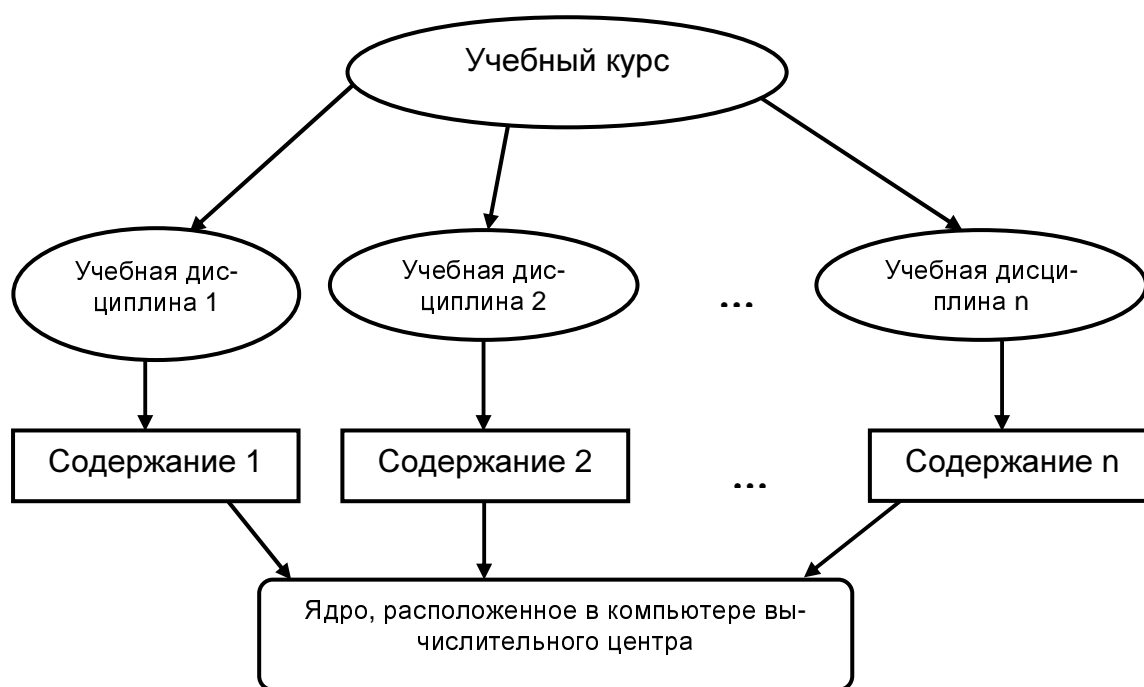 Учебный курс
Учебная дис-
циплина 1
Учебная дис-
циплина 2
...
Учебная дисци-
плина n
Содержание 1
Содержание 2
...
Содержание n
Ядро, расположенное в компьютере вы-
числительного центра